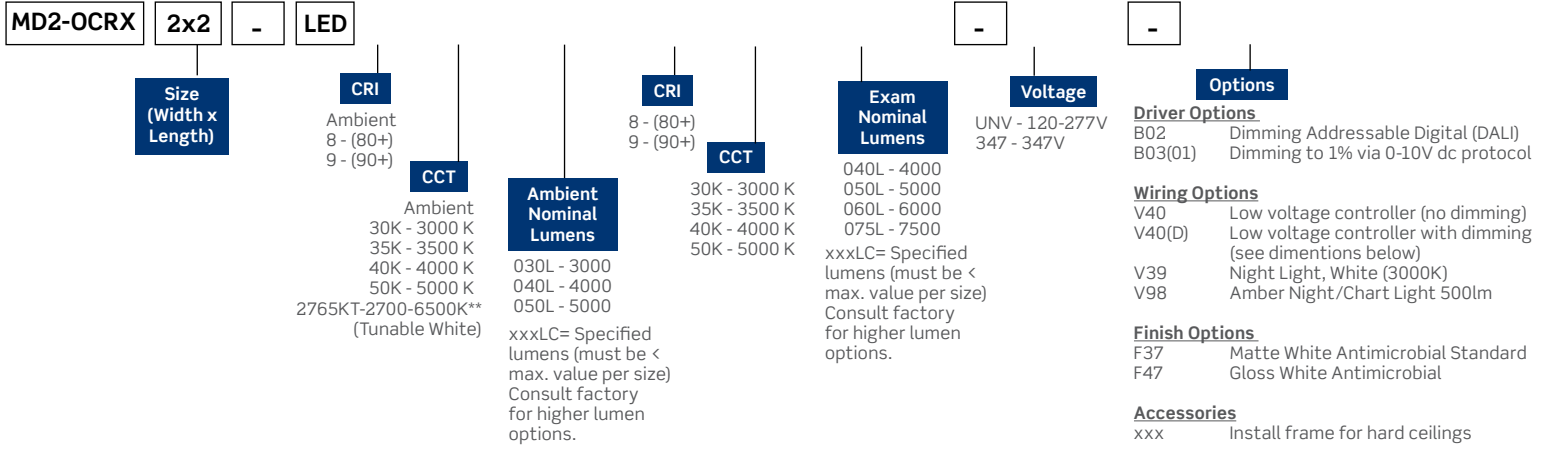 MD2-OCRX 2x2 - LED - -
Size
(Width x
Length)
CRI
Ambient
8 - (80+)
9 - (90+)
CCT
Ambient
30K - 3000 K
35K - 3500 K
40K - 4000 K
50K - 5000 K
2765KT-2700-6500K**
(Tunable White)
Ambient
Nominal
Lumens
030L - 3000
040L - 4000
050L - 5000
xxxLC= Specified
lumens (must be <
max. value per size)
Consult factory
for higher lumen
options.
CRI
8 - (80+)
9 - (90+)
CCT
30K - 3000 K
35K - 3500 K
40K - 4000 K
50K - 5000 K
Exam
Nominal
Lumens
040L - 4000
050L - 5000
060L - 6000
075L - 7500
xxxLC= Specified
lumens (must be <
max. value per size)
Consult factory
for higher lumen
options.
Voltage
UNV - 120-277V
347 - 347V
Options
Driver Options
B02 Dimming Addressable Digital (DALI)
B03(01) Dimming to 1% via 0-10V dc protocol
Wiring Options
V40 Low voltage controller (no dimming)
V40(D) Low voltage controller with dimming
(see dimentions below)
V39 Night Light, White (3000K)
V98 Amber Night/Chart Light 500lm
Finish Options
F37 Matte White Antimicrobial Standard
F47 Gloss White Antimicrobial
Accessories
xxx Install frame for hard ceilings